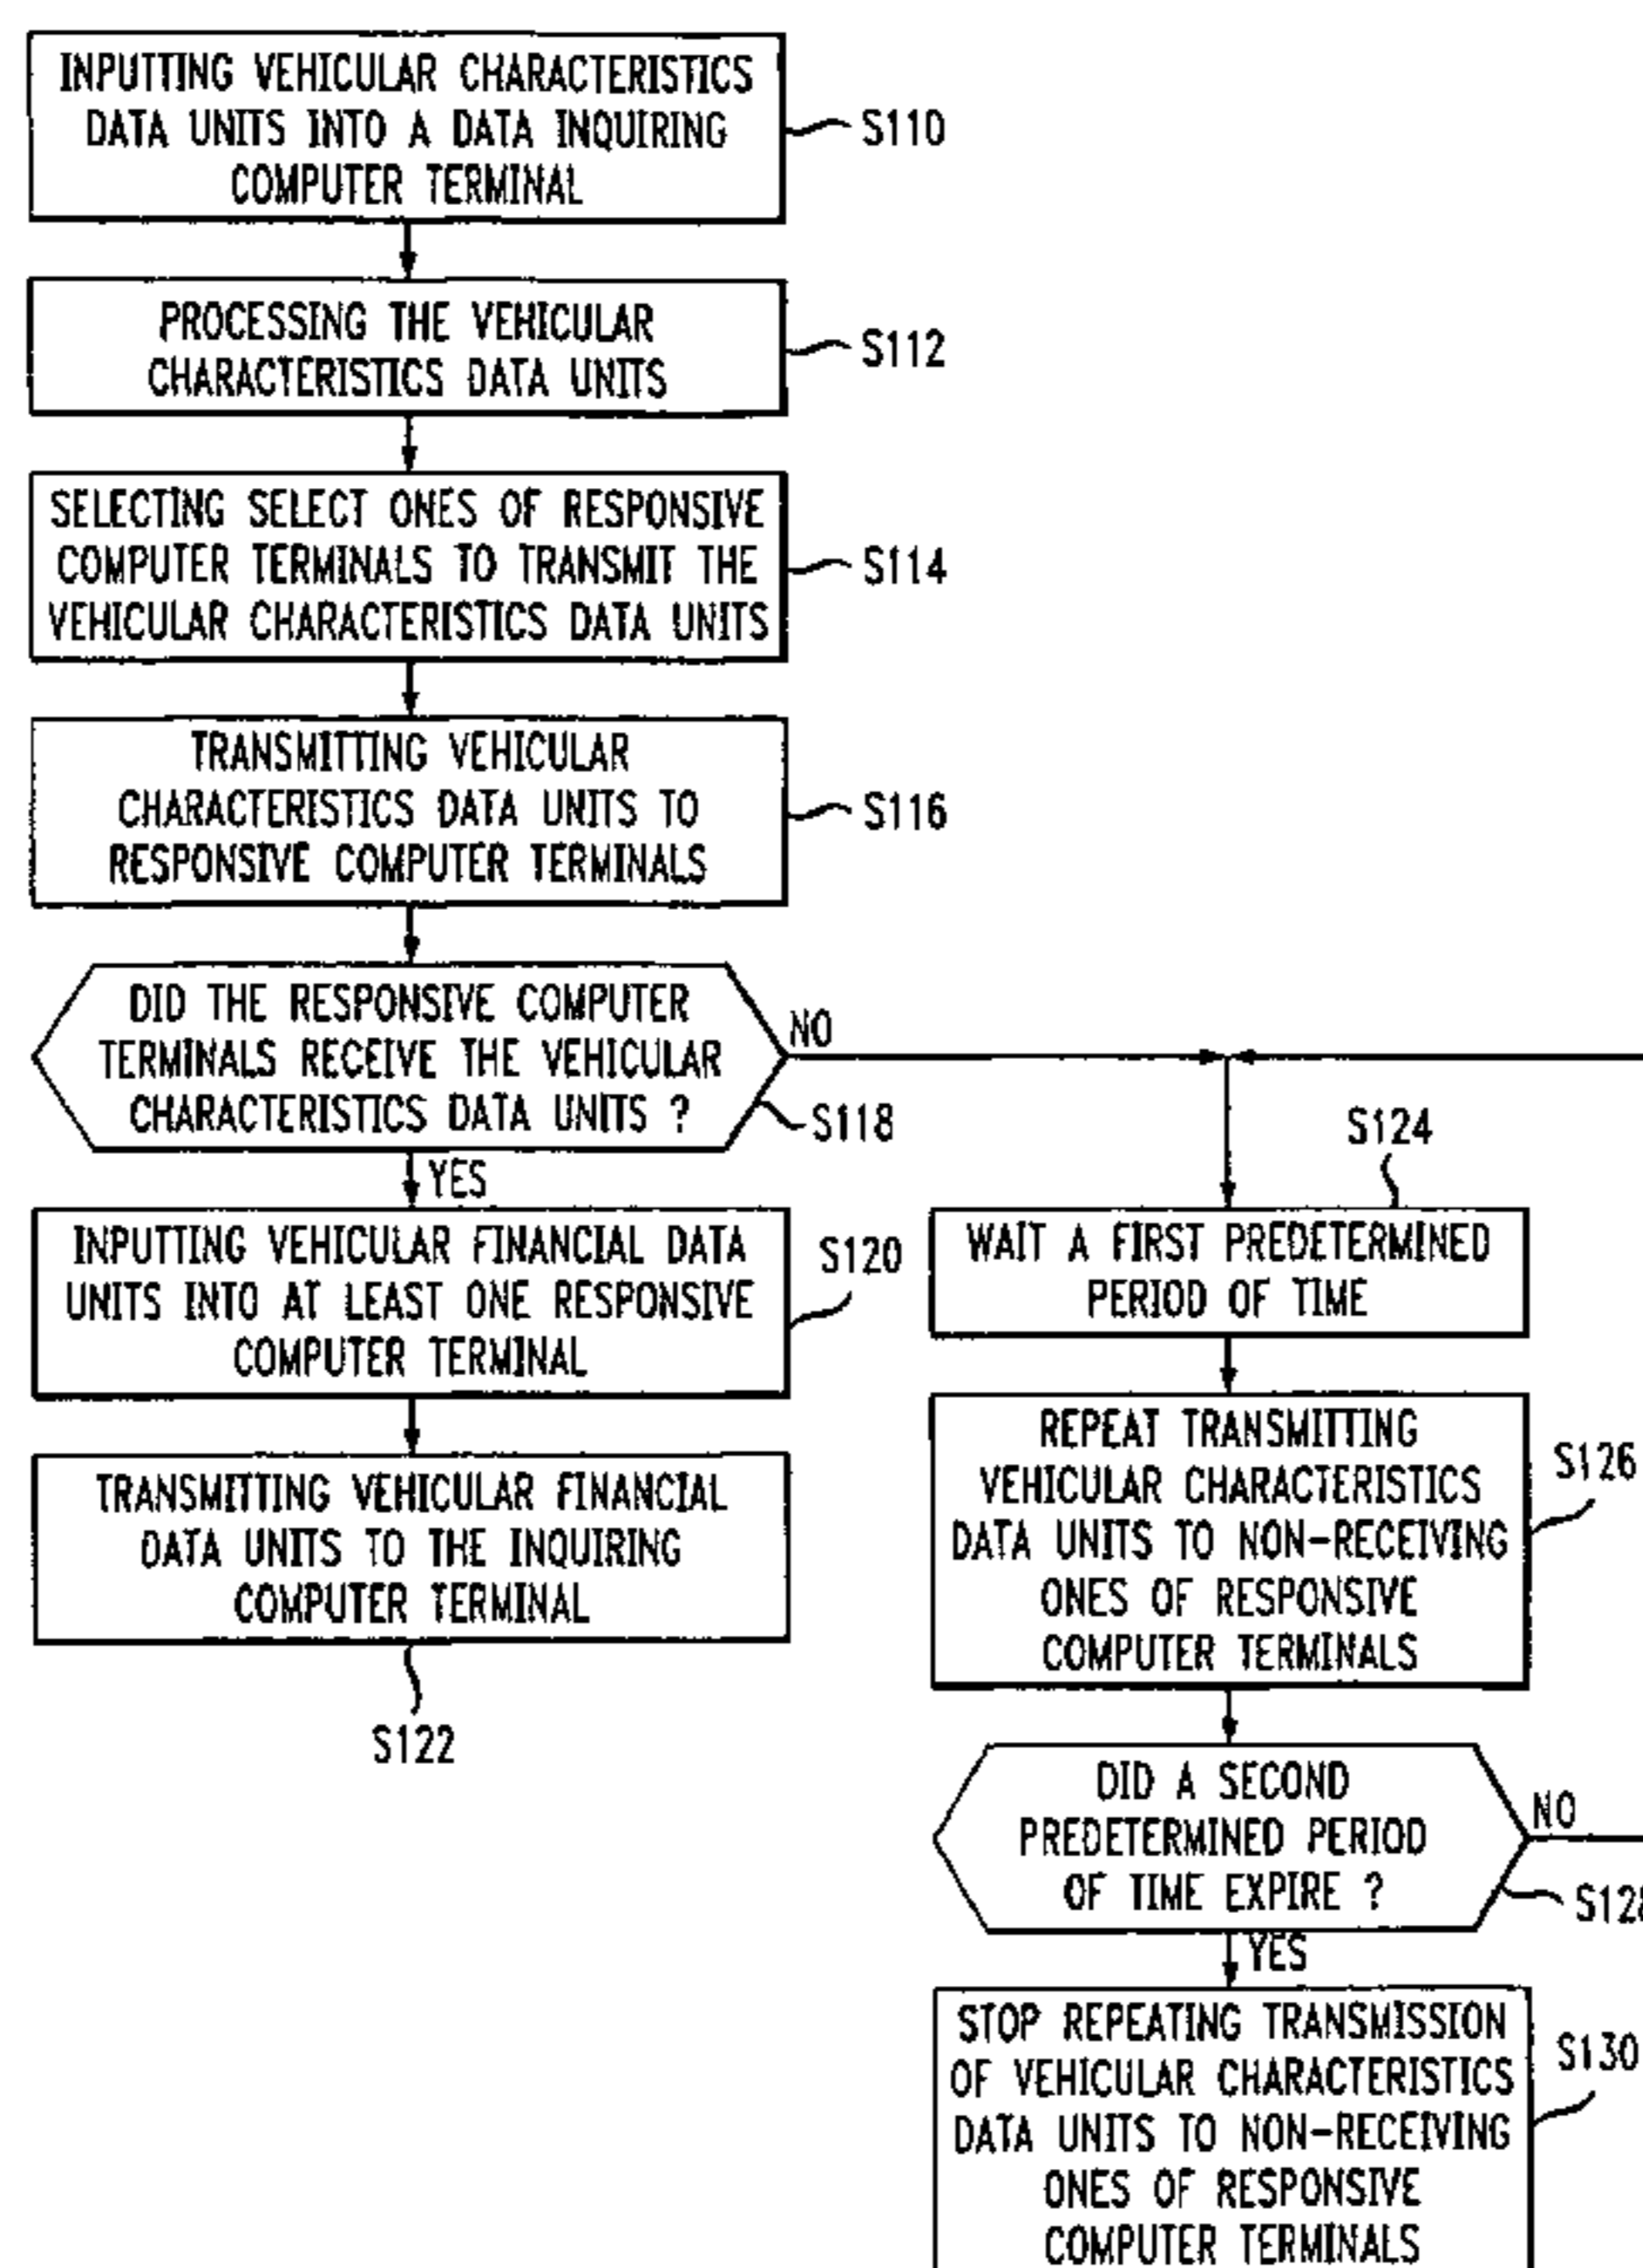 INPUTTING VEHICULAR CHARACTERISTICS
DATA UNITS INTO A DATA INQUIRING
COMPUTER TERMINAL
S110
PROCESSING THE VEHICULAR
CHARACTERISTICS DATA UNITS
S112
SELECTING SELECT ONES OF RESPONSIVE
COMPUTER TERMINALS TO TRANSMIT THE
VEHICULAR CHARACTERISTICS DATA UNITS
S114
TRANSMITTING VEHICULAR
CHARACTERISTICS DATA UNITS TO
RESPONSIVE COMPUTER TERMINALS
S116
DID THE RESPONSIVE COMPUTER
TERMINALS RECEIVE THE VEHICULAR
CHARACTERISTICS DATA UNITS ?
NO
S118
YES
INPUTTING VEHICULAR FINANCIAL DATA
UNITS INTO AT LEAST ONE RESPONSIVE
COMPUTER TERMINAL
S120
TRANSMITTING VEHICULAR FINANCIAL
DATA UNITS TO THE INQUIRING
COMPUTER TERMINAL
S122
S124
WAIT A FIRST PREDETERMINED
PERIOD OF TIME
REPEAT TRANSMITTING
VEHICULAR CHARACTERISTICS
DATA UNITS TO NON-RECEIVING
ONES OF RESPONSIVE
COMPUTER TERMINALS
S126
DID A SECOND
PREDETERMINED PERIOD
OF TIME EXPIRE ?
NO
S128
YES
STOP REPEATING TRANSMISSION
OF VEHICULAR CHARACTERISTICS
DATA UNITS TO NON-RECEIVING
ONES OF RESPONSIVE
COMPUTER TERMINALS
S130